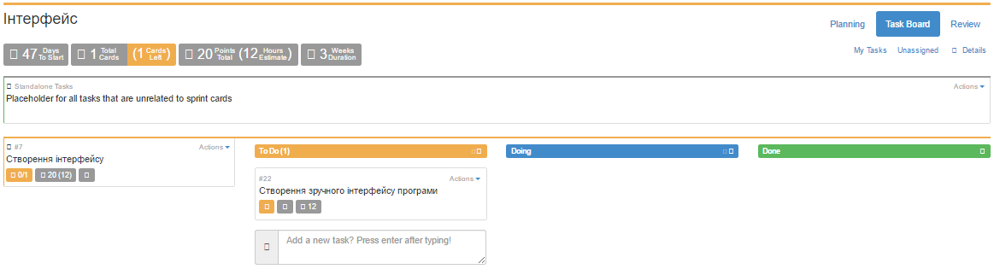 Інтерфейс
Planning Task Board Review
47 Days To Start 1 Total Cards (1 Cards Left) 20 Points Total (12 Hours Estimate) 3 Weeks Duration
My Tasks Unassigned Details
Standalone Tasks Actions
Placeholder for all tasks that are unrelated to sprint cards
#7 Actions
Створення інтерфейсу
0/1 20 (12)
To Do (1) Doing Done
#22 Actions
Створення зручного інтерфейсу програми
12
Add a new task? Press enter after typing!